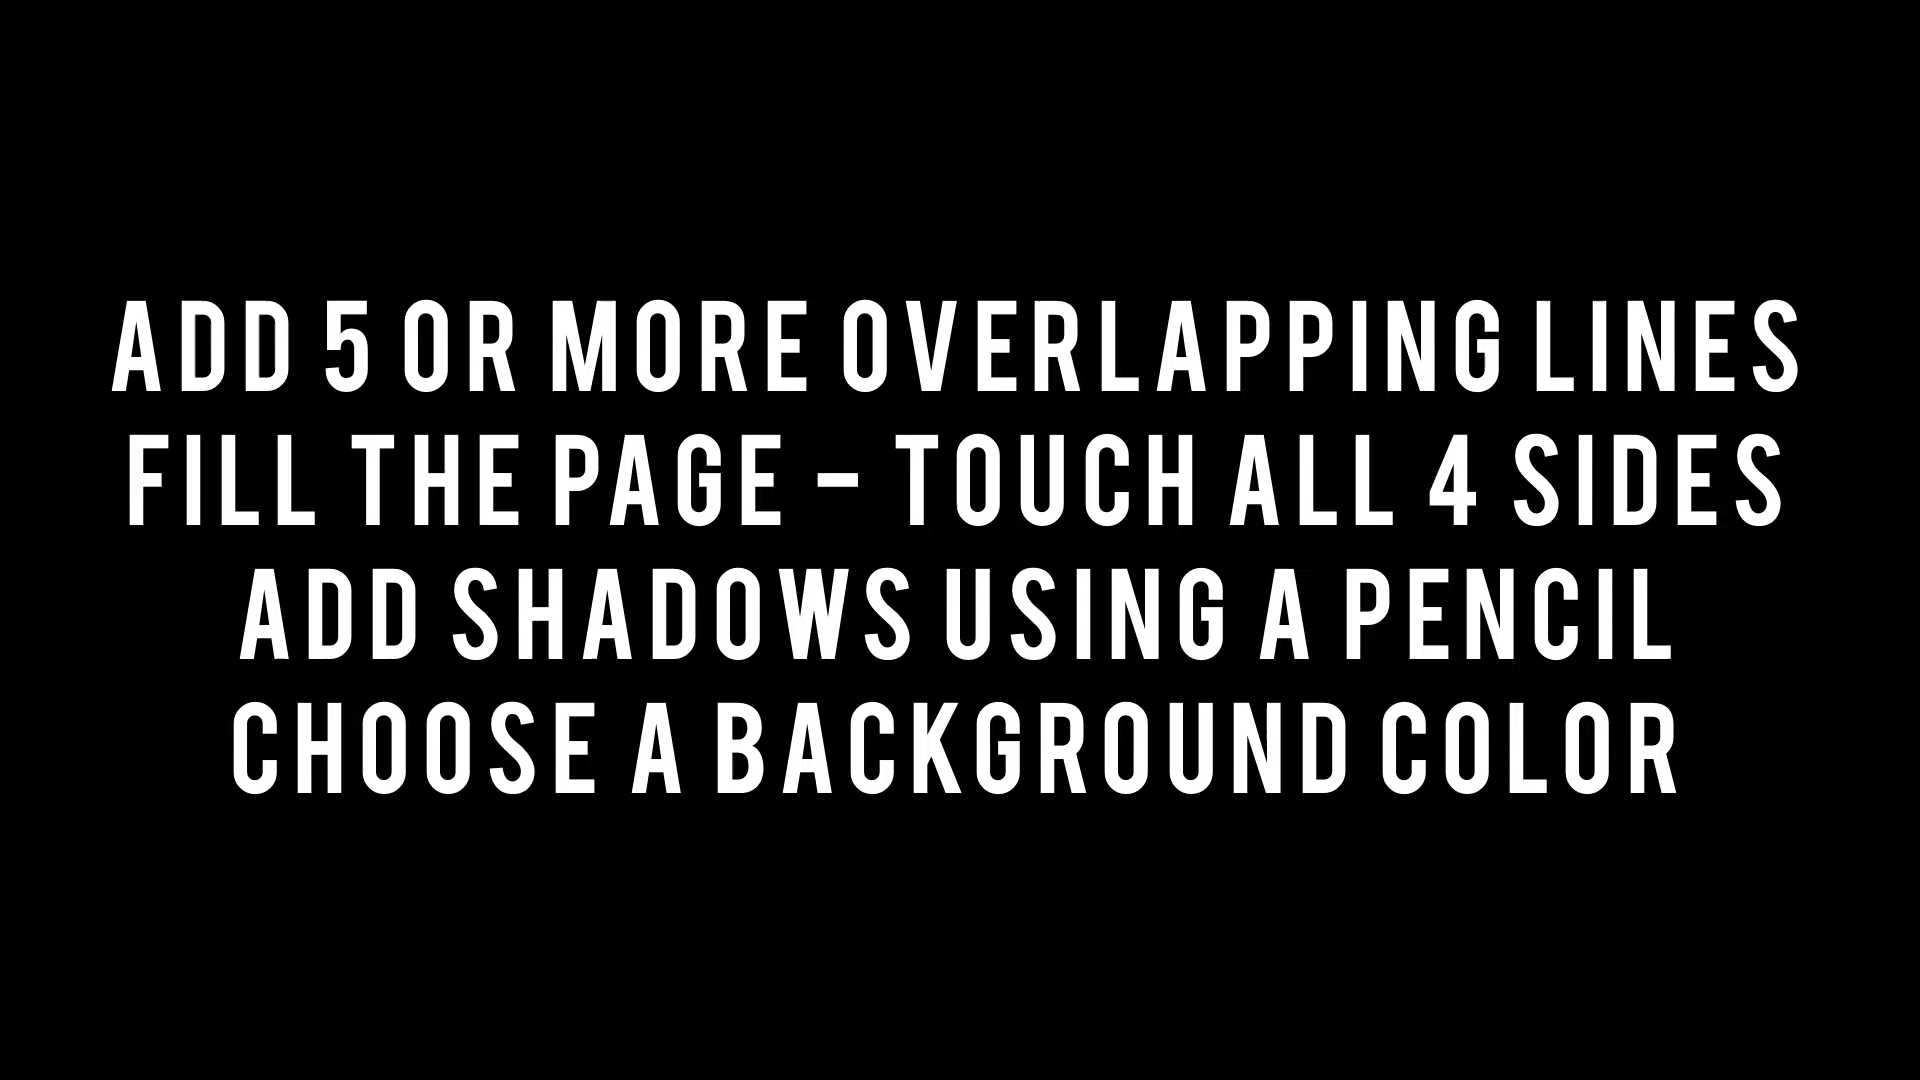 ADD 5 OR MORE OVERLAPPING LINES
FILL THE PAGE - TOUCH ALL 4 SIDES
ADD SHADOWS USING A PENCIL
CHOOSE A BACKGROUND COLOR